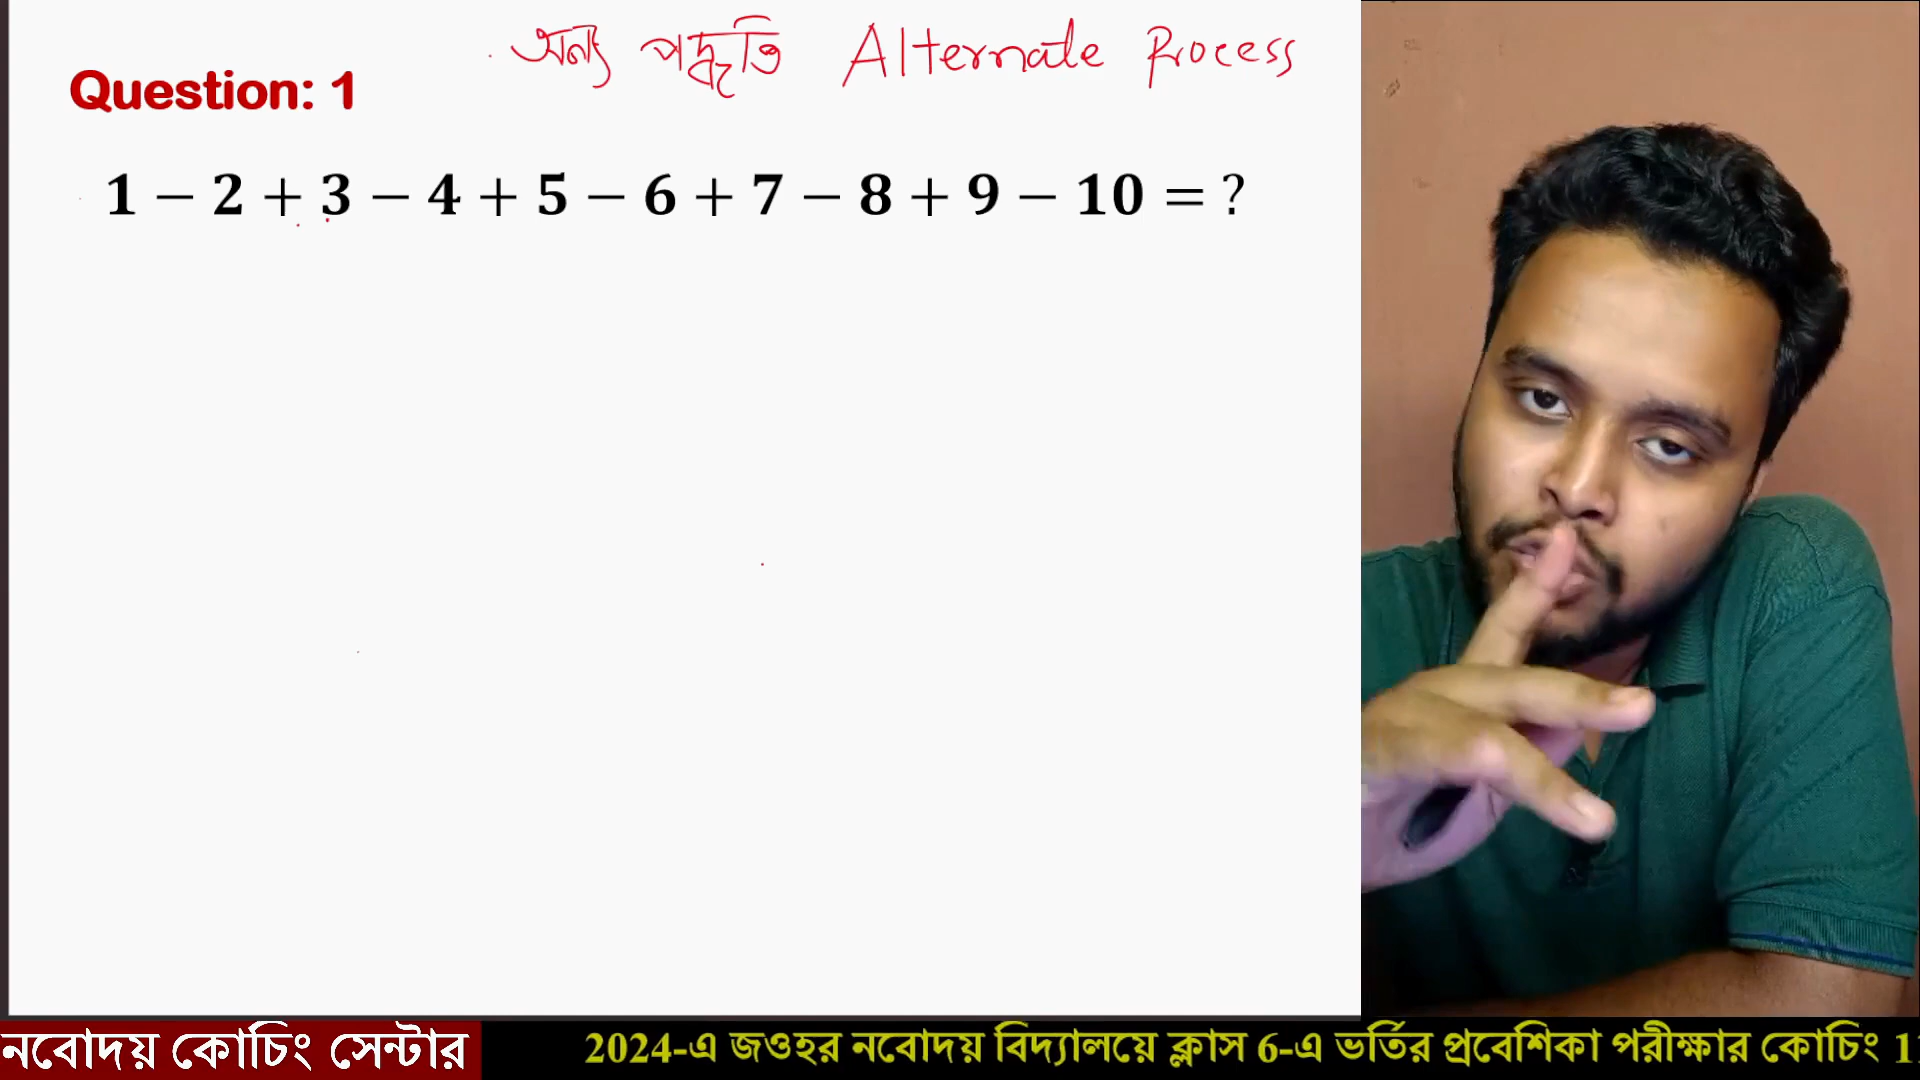 অন্য পদ্ধতি Alternate Process
Question: 1
1 − 2 + 3 − 4 + 5 − 6 + 7 − 8 + 9 − 10 = ?
নবোদয় কোচিং সেন্টার
2024-এ জওহর নবোদয় বিদ্যালয়ে ক্লাস 6-এ ভর্তির প্রবেশিকা পরীক্ষার কোচিং